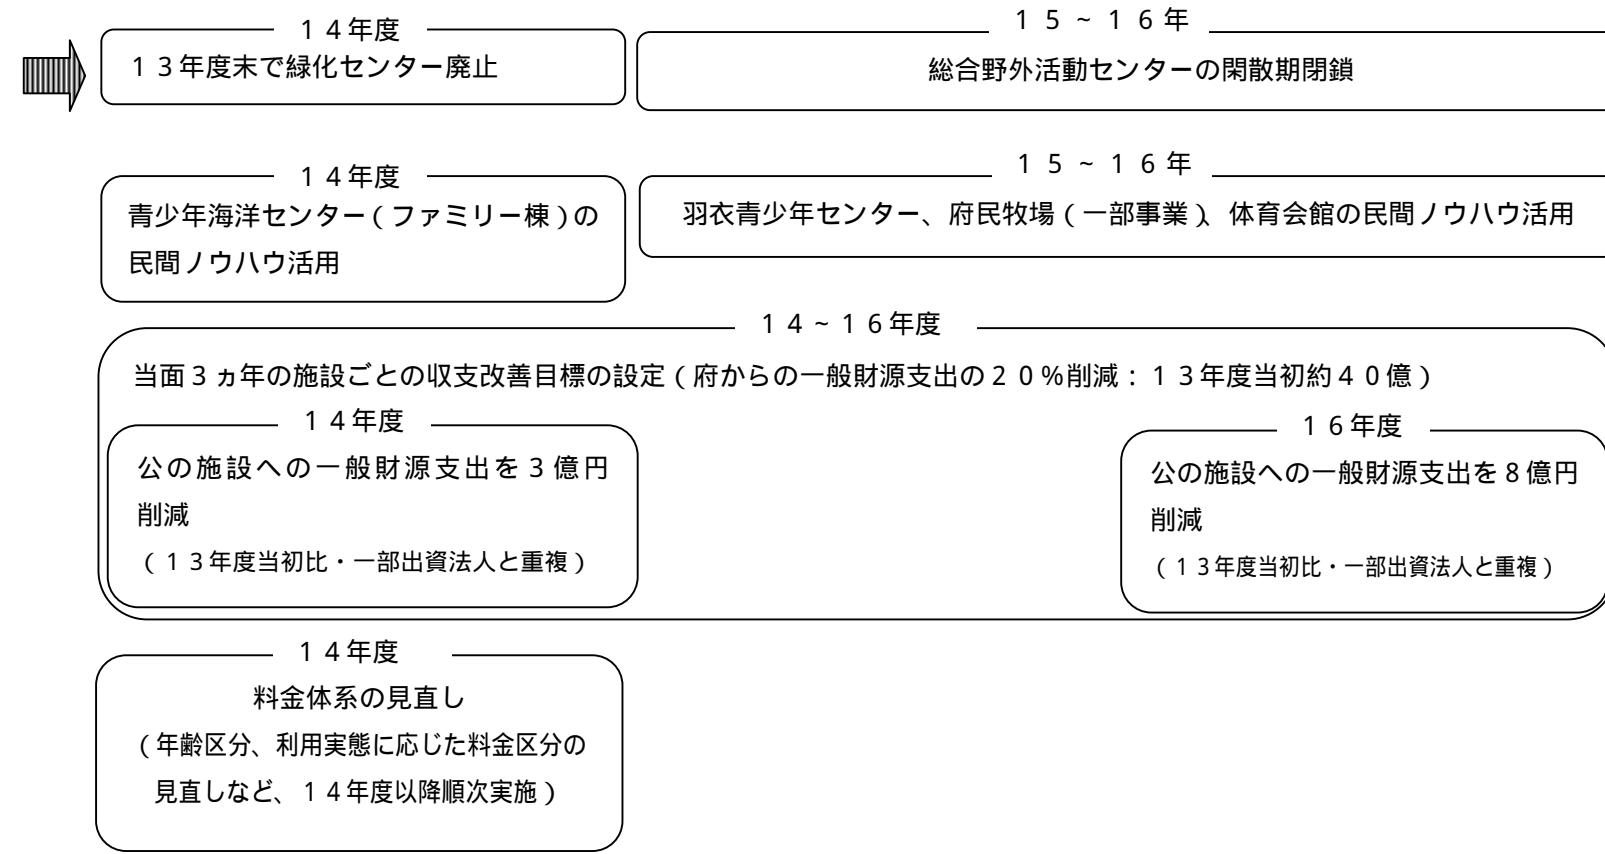 １４年度
１３年度末で緑化センター廃止
１５～１６年
総合野外活動センターの閑散期閉鎖
１４年度
青少年海洋センター（ファミリー棟）の
民間ノウハウ活用
１５～１６年
羽衣青少年センター、府民牧場（一部事業）、体育会館の民間ノウハウ活用
１４～１６年度
当面３ヵ年の施設ごとの収支改善目標の設定（府からの一般財源支出の２０％削減：１３年度当初約４０億）
１４年度
公の施設への一般財源支出を３億円
削減
（１３年度当初比・一部出資法人と重複）
１６年度
公の施設への一般財源支出を８億円
削減
（１３年度当初比・一部出資法人と重複）
１４年度
料金体系の見直し
（年齢区分、利用実態に応じた料金区分の
見直しなど、１４年度以降順次実施）